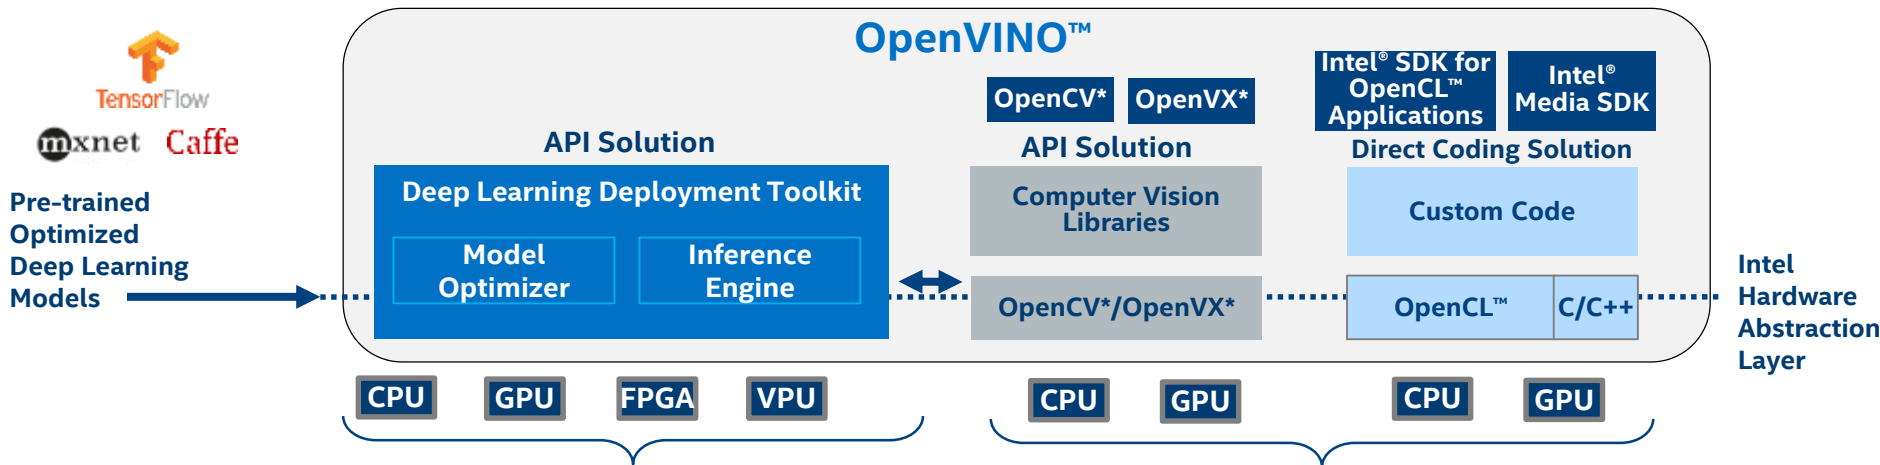 OpenVINO™
TensorFlow
mxnet Caffe
Pre-trained
Optimized
Deep Learning
Models
API Solution
Deep Learning Deployment Toolkit
Model
Optimizer
Inference
Engine
OpenCV*
OpenVX*
API Solution
Computer Vision
Libraries
OpenCV*/OpenVX*
Intel® SDK for
OpenCL™
Applications
Intel®
Media SDK
Direct Coding Solution
Custom Code
OpenCL™
C/C++
Intel
Hardware
Abstraction
Layer
CPU
GPU
FPGA
VPU
CPU
GPU
CPU
GPU